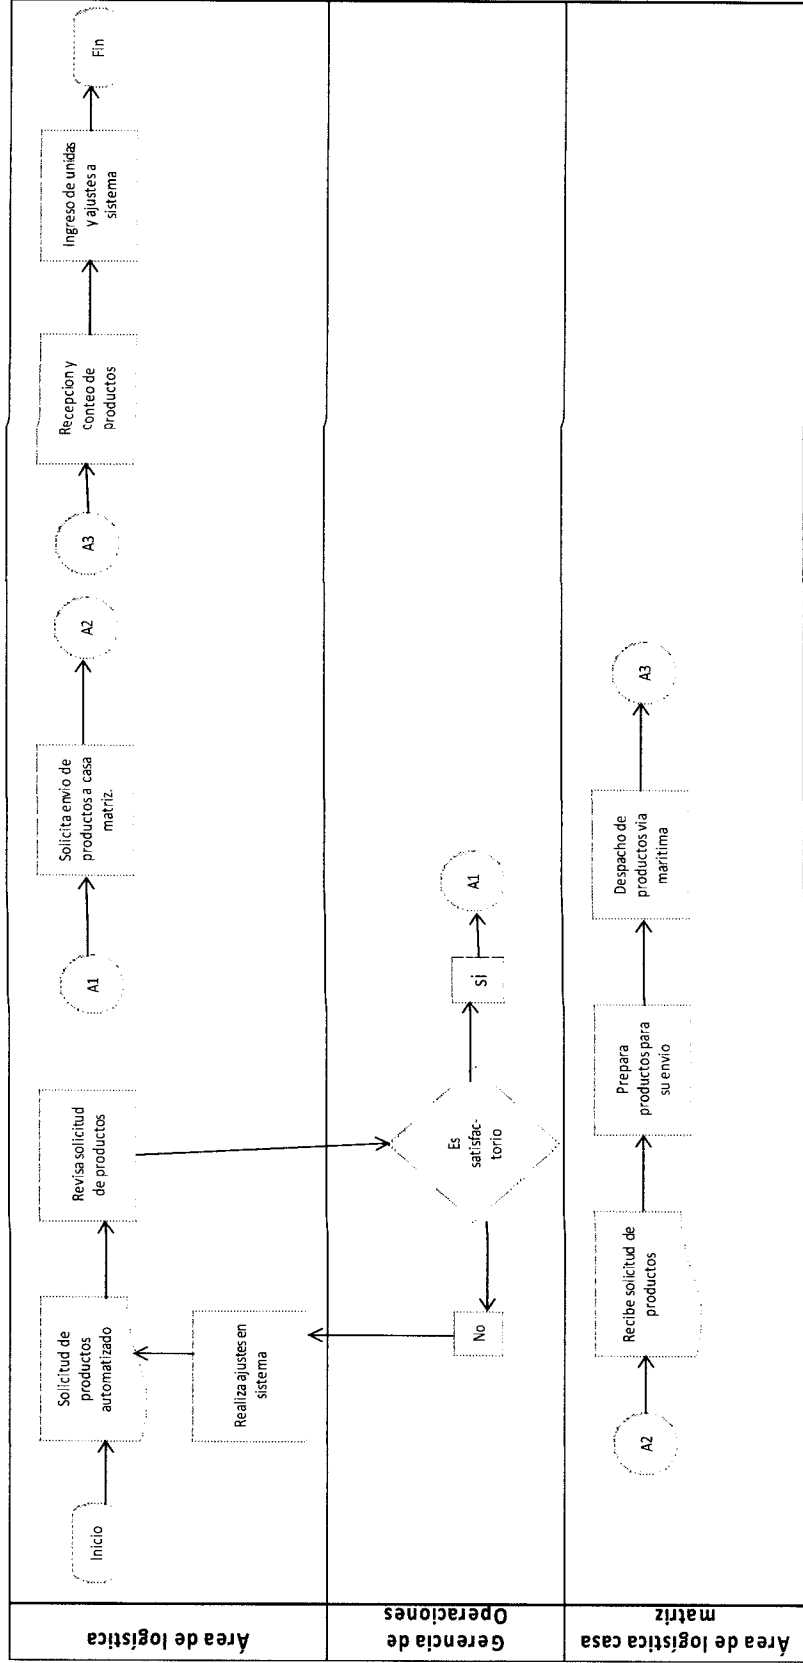 Área de logística
Inicio
Solicitud de
productos
automatizado
Revisa solicitud
de productos
Realiza ajustes en
sistema
A1
Solicita envio de
productos a casa
matriz.
A2
A3
Recepcion y
conteo de
productos
Ingreso de unidas
y ajustes a
sistema
Fin
Gerencia de
Operaciones
No
Es
satisfac-
torio
SI
A1
Área de logística casa
matriz
A2
Recibe solicitud de
productos
Prepara
productos para
su envio
Despacho de
productos via
maritima
A3